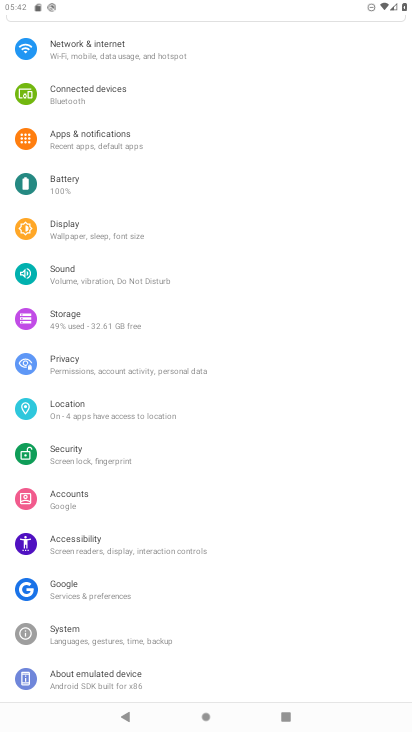 05:42
Network & internet
Wi-Fi, mobile, data usage, and hotspot
Connected devices
Bluetooth
Apps & notifications
Recent apps, default apps
Battery
100%
Display
Wallpaper, sleep, font size
Sound
Volume, vibration, Do Not Disturb
Storage
49% used - 32.61 GB free
Privacy
Permissions, account activity, personal data
Location
On - 4 apps have access to location
Security
Screen lock, fingerprint
Accounts
Google
Accessibility
Screen readers, display, interaction controls
Google
Services & preferences
System
Languages, gestures, time, backup
About emulated device
Android SDK built for x86